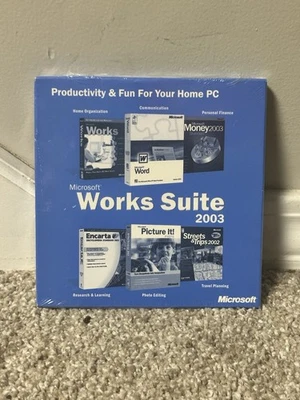 Productivity & Fun For Your Home PC
Communication
Home Organization
Personal Finance
Works
Microsoft
Word
Money2003
Microsoft
Works Suite
2003
Encarta
Picture It!
Streets
& Trips 2002
Research & Learning
Photo Editing
Travel Planning
Microsoft